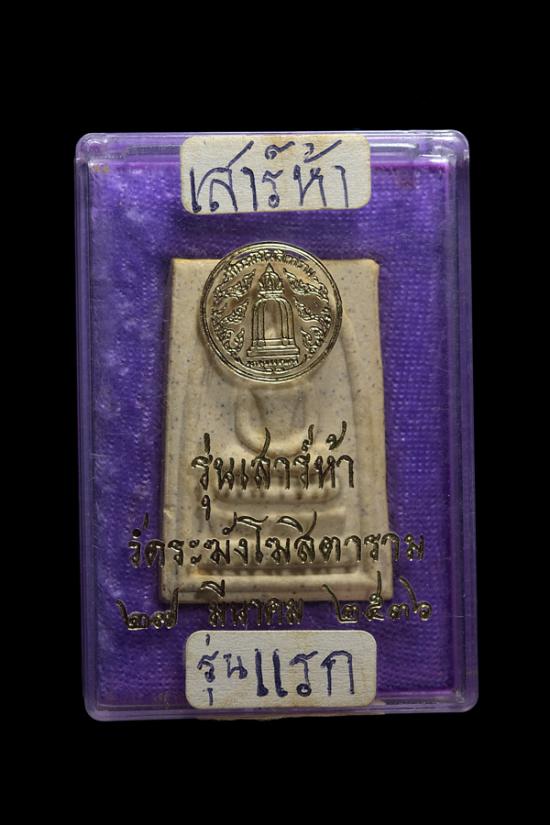 เสาร์ห้า
รุ่นเสาร์ห้า
วัดระฆังโฆสิตาราม
๒๗ มีนาคม ๒๕๓๖
รุ่นแรก